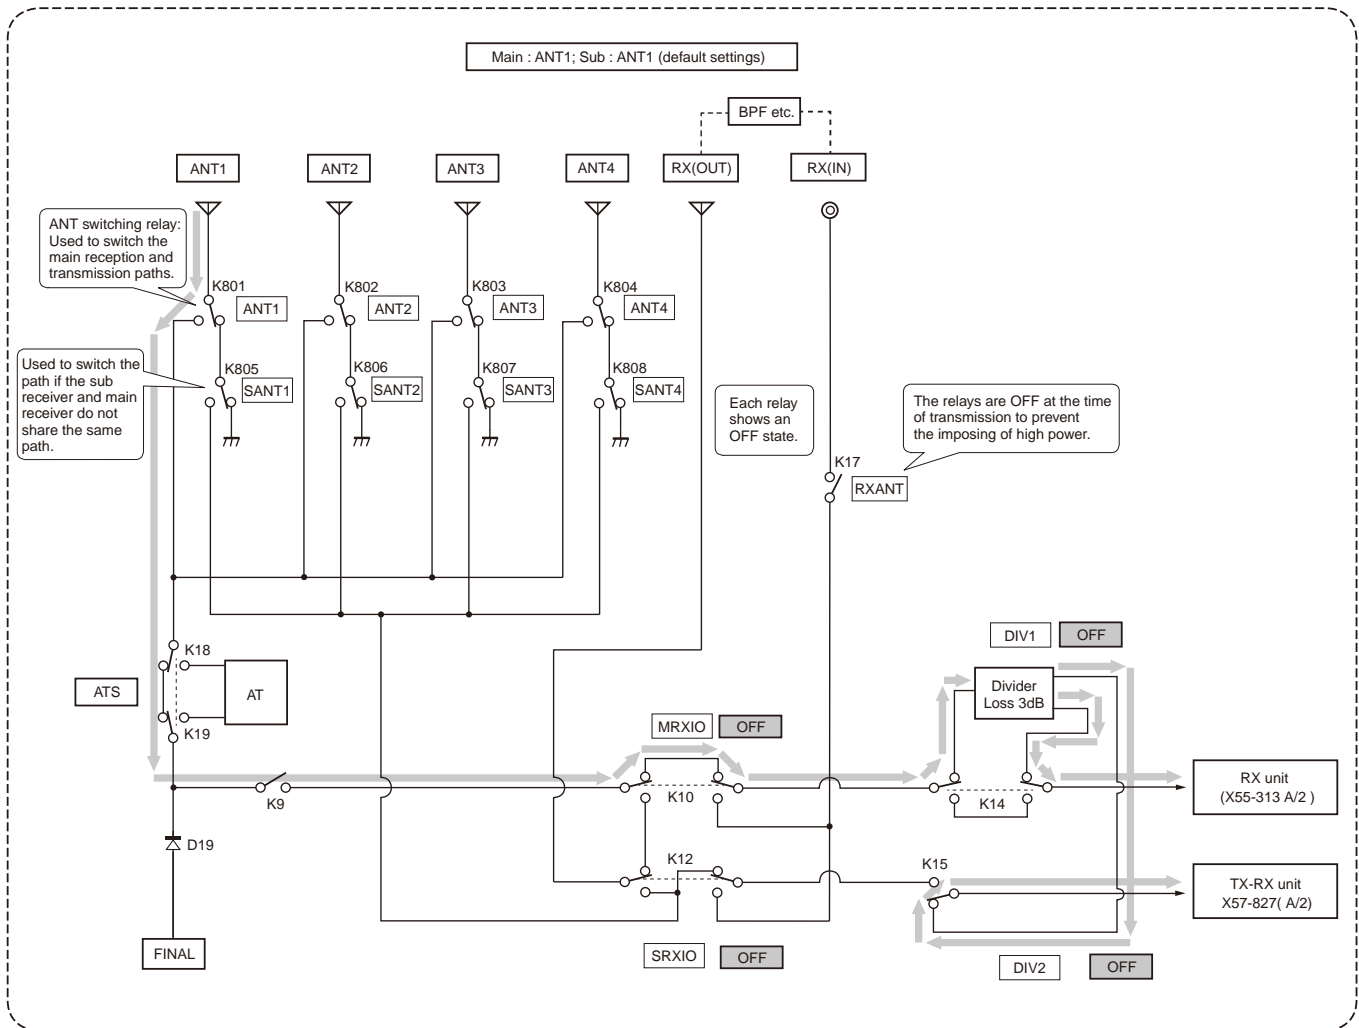 Main : ANT1; Sub : ANT1 (default settings)
BPF etc.
ANT1
ANT2
ANT3
ANT4
RX(OUT)
RX(IN)
ANT switching relay:
Used to switch the
main reception and
transmission paths.
K801
ANT1
K802
ANT2
K803
ANT3
K804
ANT4
Used to switch the
path if the sub
receiver and main
receiver do not
share the same
path.
K805
SANT1
K806
SANT2
K807
SANT3
K808
SANT4
Each relay
shows an
OFF state.
The relays are OFF at the time
of transmission to prevent
the imposing of high power.
K17
RXANT
DIV1
OFF
K18
ATS
AT
K19
Divider
Loss 3dB
MRXIO
OFF
K9
K10
K14
RX unit
(X55-313 A/2 )
D19
K12
K15
TX-RX unit
X57-827( A/2)
FINAL
SRXIO
OFF
DIV2
OFF